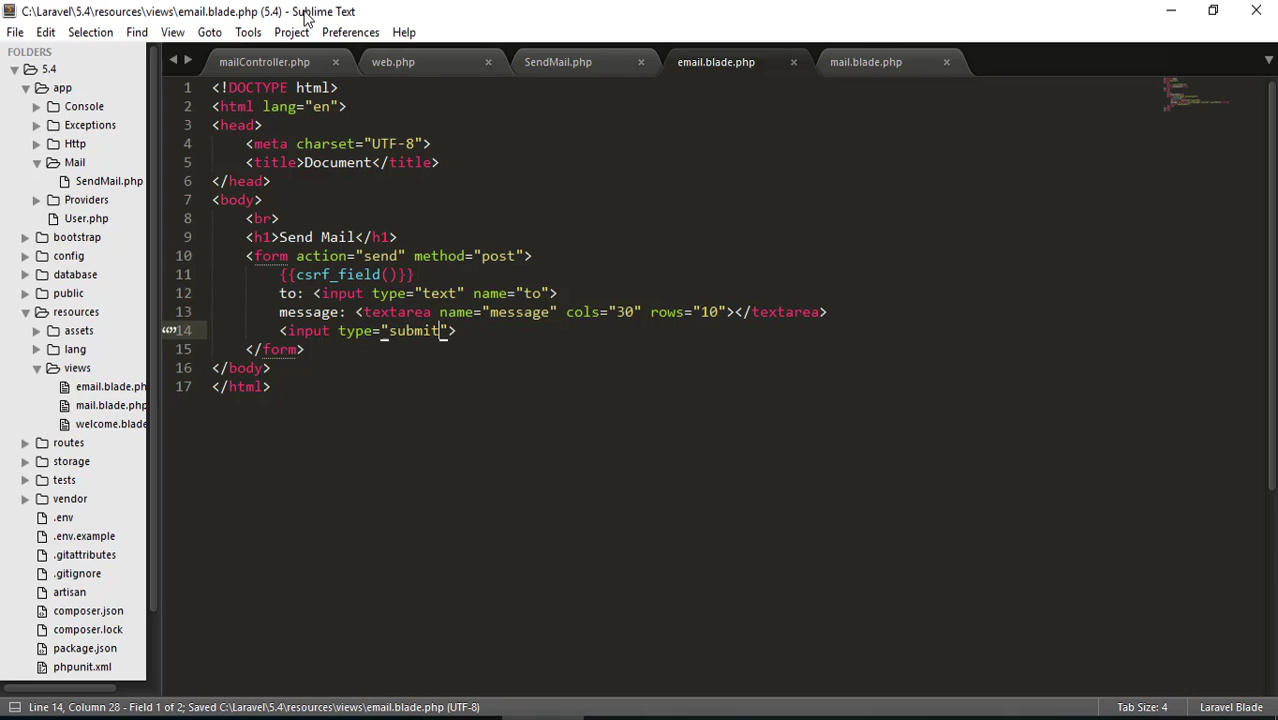 C:\Laravel\5.4\resources\views\email.blade.php (5.4) - Sublime Text
File Edit Selection Find View Goto Tools Project Preferences Help
FOLDERS
5.4
app
Console
Exceptions
Http
Mail
SendMail.php
Providers
User.php
bootstrap
config
database
public
resources
assets
lang
views
email.blade.ph
mail.blade.php
welcome.blade
routes
storage
tests
vendor
.env
.env.example
.gitattributes
.gitignore
artisan
composer.json
composer.lock
package.json
phpunit.xml
mailController.php web.php SendMail.php email.blade.php mail.blade.php
1 <!DOCTYPE html>
2 <html lang="en">
3 <head>
4 <meta charset="UTF-8">
5 <title>Document</title>
6 </head>
7 <body>
8 <br>
9 <h1>Send Mail</h1>
10 <form action="send" method="post">
11 {{csrf_field()}}
12 to: <input type="text" name="to">
13 message: <textarea name="message" cols="30" rows="10"></textarea>
14 <input type="submit">
15 </form>
16 </body>
17 </html>
Line 14, Column 28 - Field 1 of 2; Saved C:\Laravel\5.4\resources\views\email.blade.php (UTF-8) Tab Size: 4 Laravel Blade